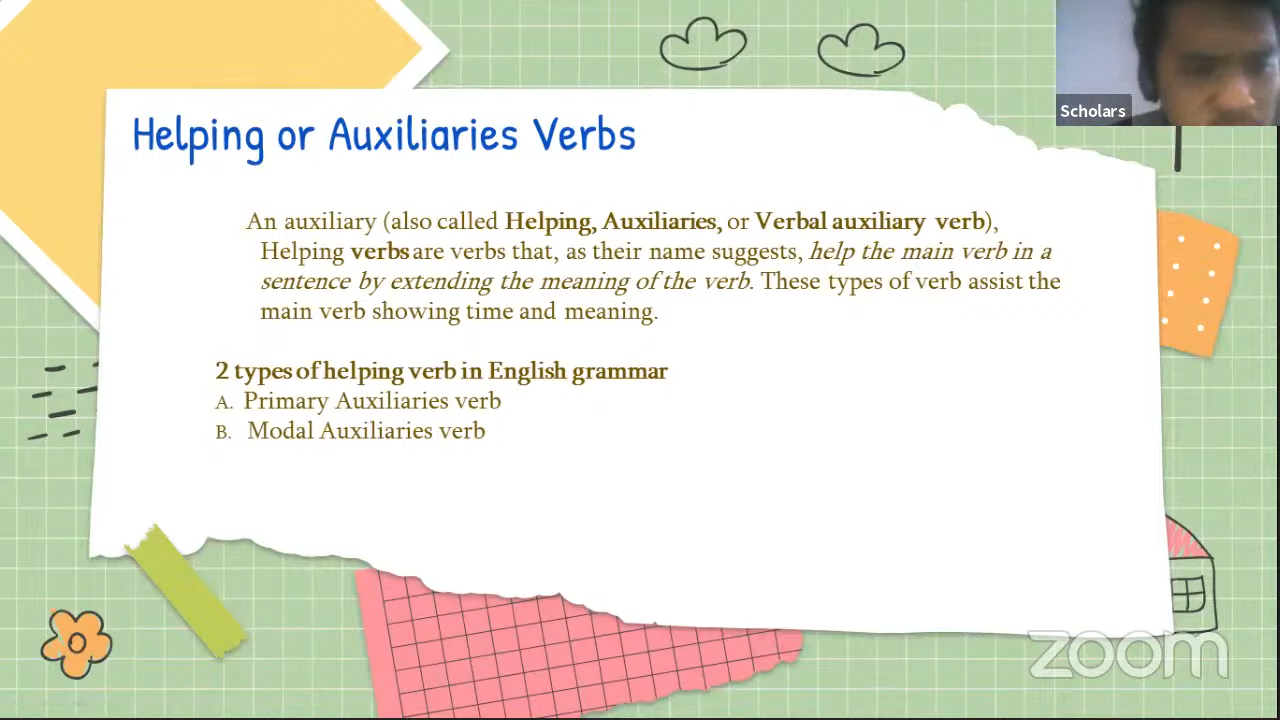 Scholars
Helping or Auxiliaries Verbs
An auxiliary (also called Helping, Auxiliaries, or Verbal auxiliary verb),
Helping verbs are verbs that, as their name suggests, help the main verb in a
sentence by extending the meaning of the verb. These types of verb assist the
main verb showing time and meaning.
2 types of helping verb in English grammar
A. Primary Auxiliaries verb
B. Modal Auxiliaries verb
zoom